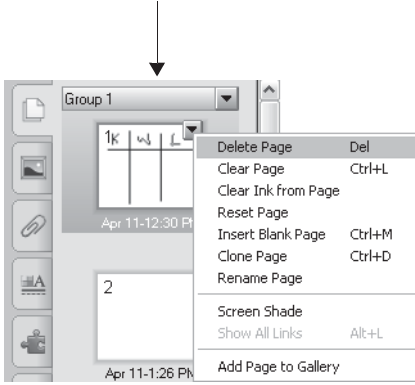 Group 1
1K W L
Apr 11-12:30 P
Delete Page Del
Clear Page Ctrl+L
Clear Ink from Page
Reset Page
Insert Blank Page Ctrl+M
Clone Page Ctrl+D
Rename Page
Screen Shade
Show All Links Alt+L
Add Page to Gallery
2
Apr 11-1:26 PM